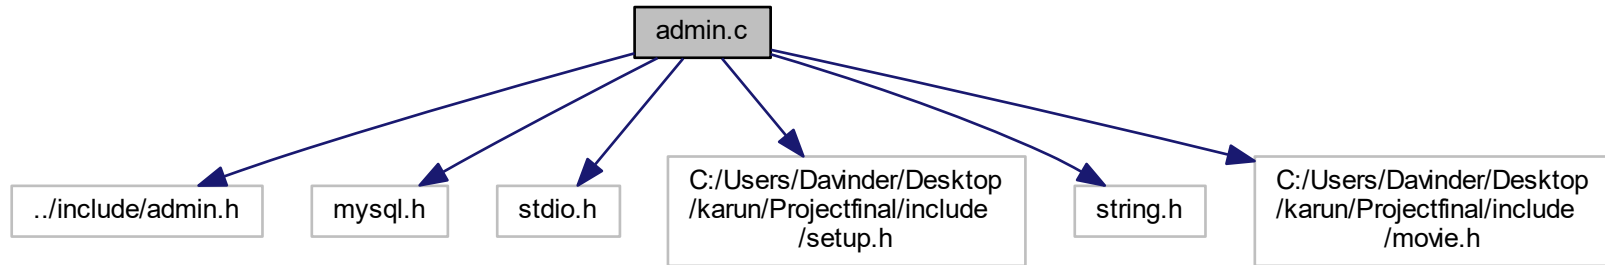 admin.c
../include/admin.h
mysql.h
stdio.h
C:/Users/Davinder/Desktop
/karun/Projectfinal/include
/setup.h
string.h
C:/Users/Davinder/Desktop
/karun/Projectfinal/include
/movie.h